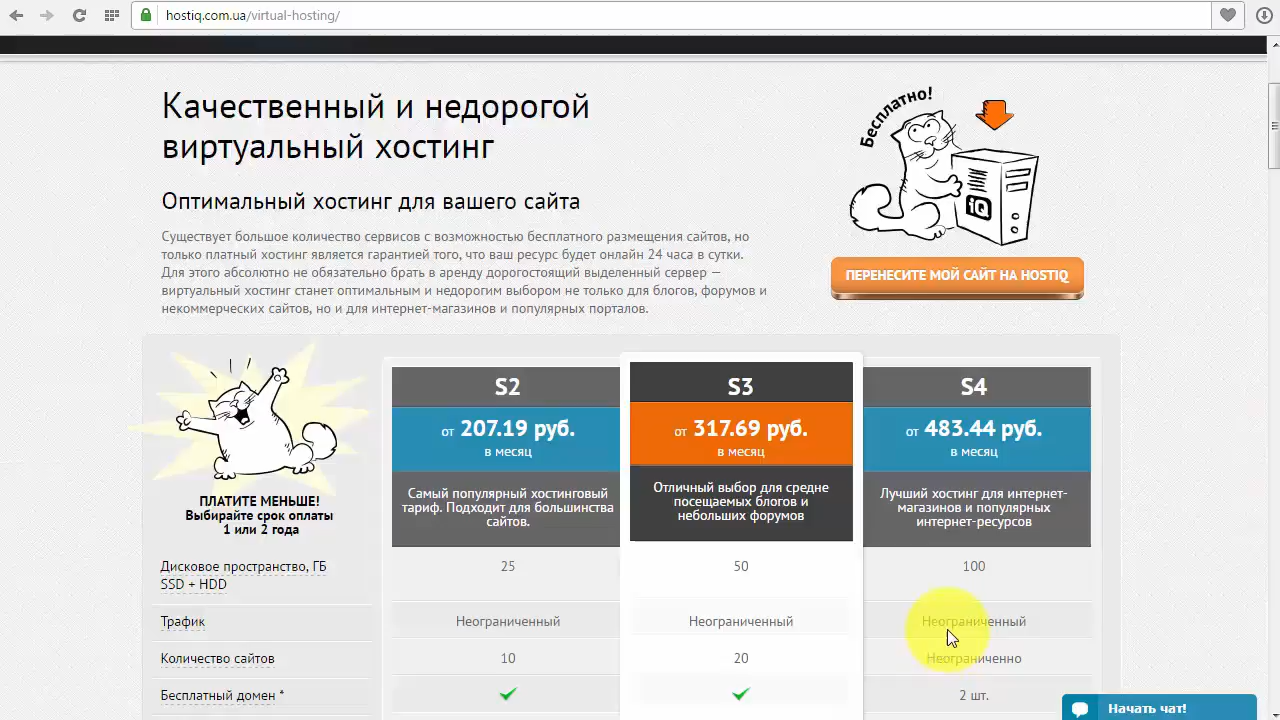 hostiq.com.ua/virtual-hosting/
Качественный и недорогой
виртуальный хостинг
Оптимальный хостинг для вашего сайта
Существует большое количество сервисов с возможностью бесплатного размещения сайтов, но
только платный хостинг является гарантией того, что ваш ресурс будет онлайн 24 часа в сутки.
Для этого абсолютно не обязательно брать в аренду дорогостоящий выделенный сервер —
виртуальный хостинг станет оптимальным и недорогим выбором не только для блогов, форумов и
некоммерческих сайтов, но и для интернет-магазинов и популярных порталов.
Бесплатно!
iQ
ПЕРЕНЕСИТЕ МОЙ САЙТ НА HOSTIQ
ПЛАТИТЕ МЕНЬШЕ!
Выбирайте срок оплаты
1 или 2 года
S2
от 207.19 руб.
в месяц
Самый популярный хостинговый
тариф. Подходит для большинства
сайтов.
S3
от 317.69 руб.
в месяц
Отличный выбор для средне
посещаемых блогов и
небольших форумов
S4
от 483.44 руб.
в месяц
Лучший хостинг для интернет-
магазинов и популярных
интернет-ресурсов
Дисковое пространство, ГБ
SSD + HDD
25 50 100
Трафик Неограниченный Неограниченный Неограниченный
Количество сайтов 10 20 Неограниченно
Бесплатный домен * 2 шт.
Начать чат!